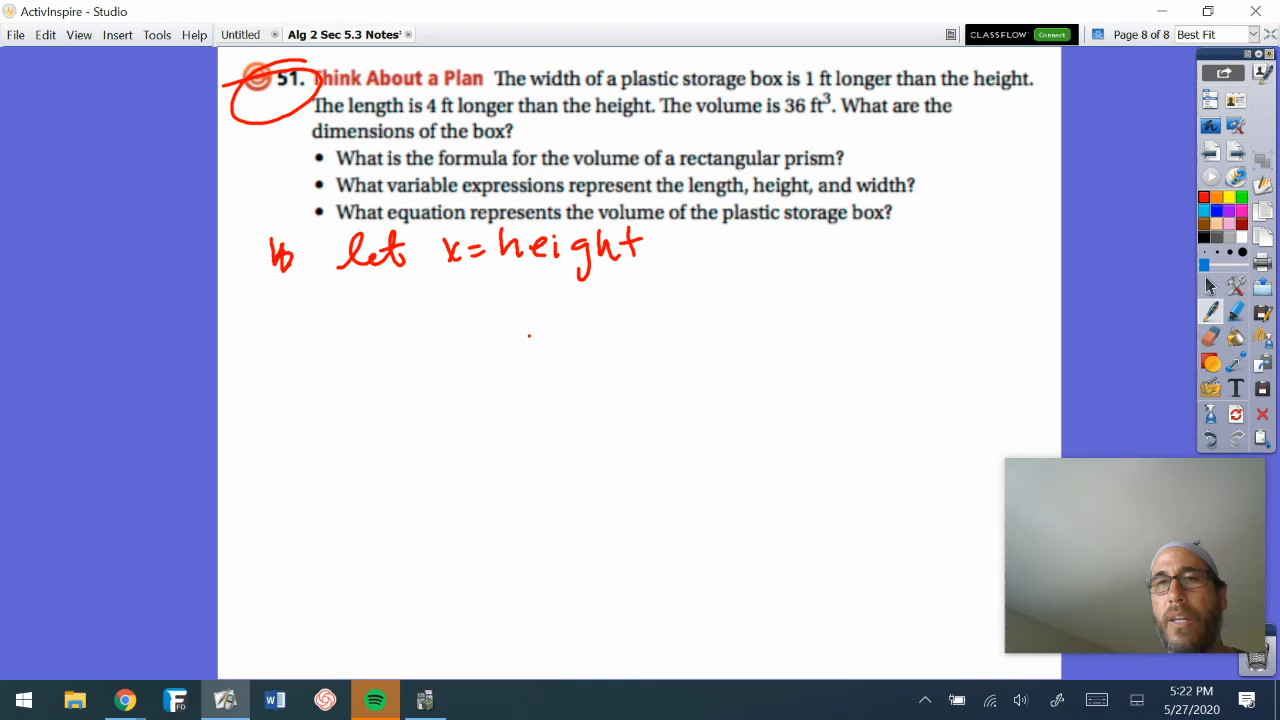 ActivInspire - Studio
File Edit View Insert Tools Help Untitled Alg 2 Sec 5.3 Notes* CLASSFLOW Connect Page 8 of 8 Best Fit
51. Think About a Plan The width of a plastic storage box is 1 ft longer than the height.
The length is 4 ft longer than the height. The volume is 36 ft³. What are the
dimensions of the box?
• What is the formula for the volume of a rectangular prism?
• What variable expressions represent the length, height, and width?
• What equation represents the volume of the plastic storage box?
let x = height
5:22 PM
5/27/2020